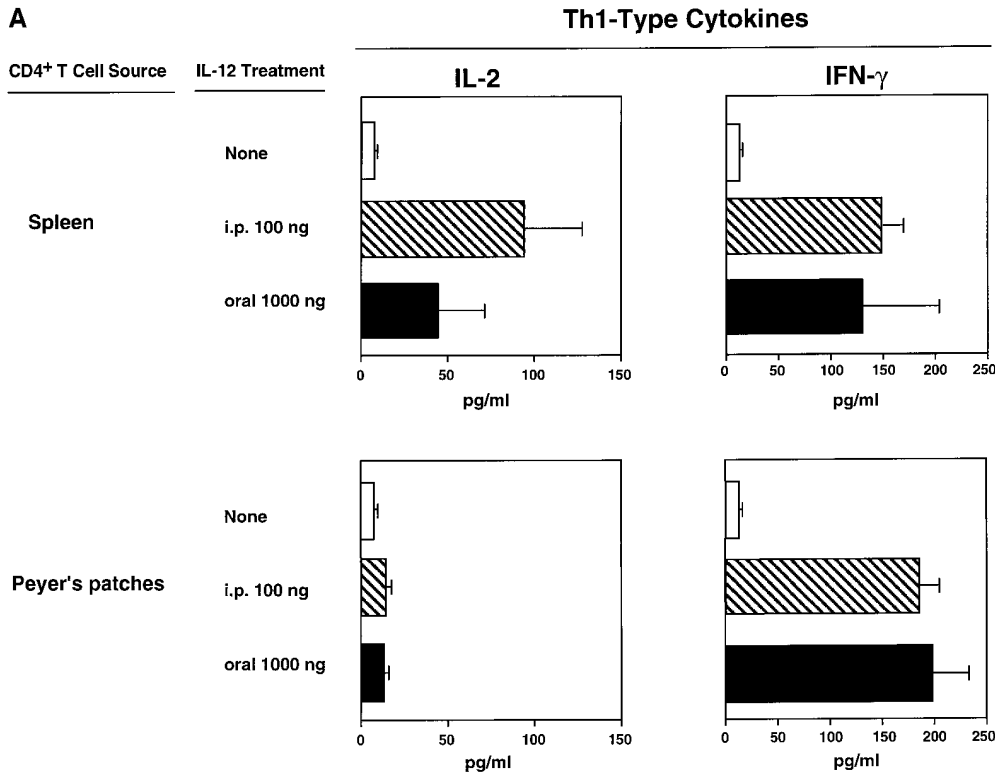 A
Th1-Type Cytokines
CD4+ T Cell Source
IL-12 Treatment
IL-2
IFN-γ
Spleen
None
i.p. 100 ng
oral 1000 ng
0 50 100 150
pg/ml
0 50 100 150 200 250
pg/ml
Peyer's patches
None
i.p. 100 ng
oral 1000 ng
0 50 100 150
pg/ml
0 50 100 150 200 250
pg/ml